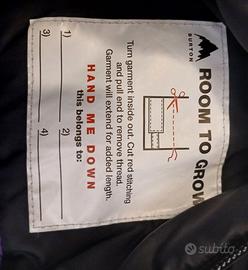 BURTON
ROOM TO GROW
Turn garment inside out. Cut red stitching
and pull end to remove thread.
Garment will extend for added length.
HAND ME DOWN
this belongs to:
1)
2)
3)
4)
subito